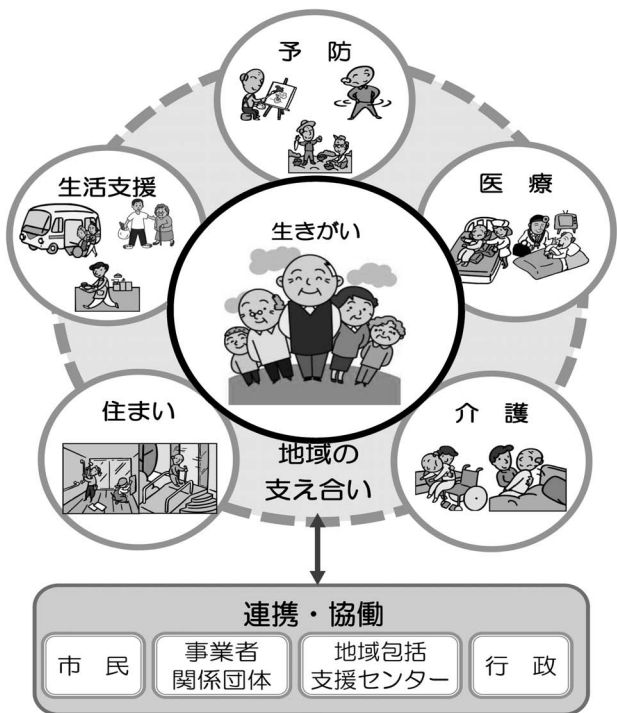 予　防
生活支援
医　療
生きがい
住まい
介　護
地域の
支え合い
連携・協働
市　民
事業者
関係団体
地域包括
支援センター
行　政